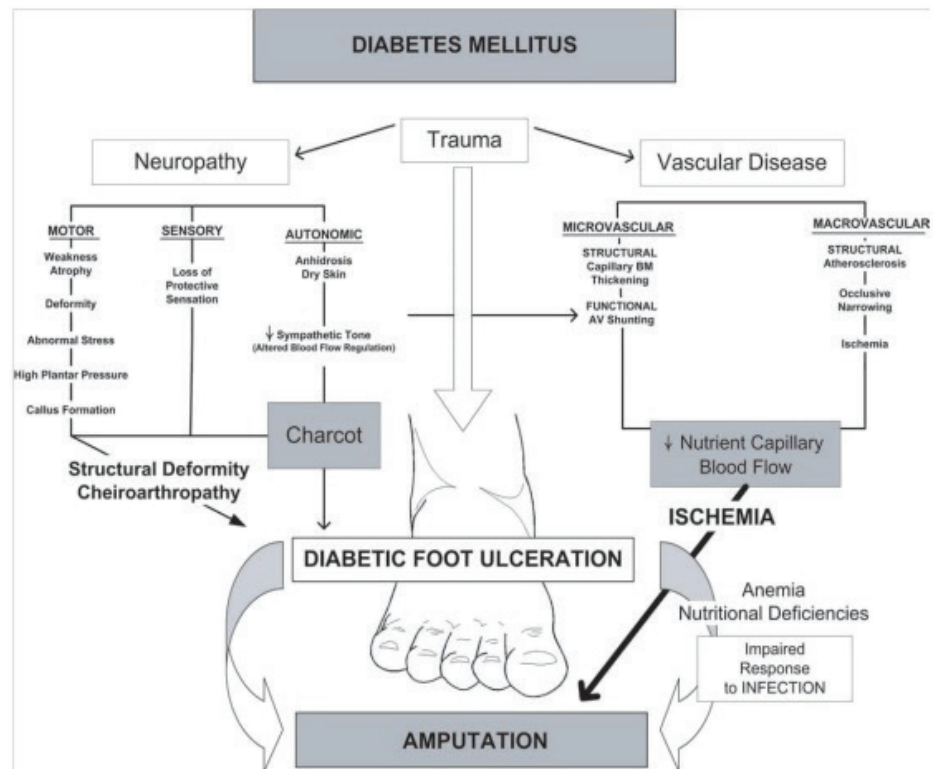 DIABETES MELLITUS
Trauma
Neuropathy
Vascular Disease
MOTOR
Weakness
Atrophy
Deformity
Abnormal Stress
High Plantar Pressure
Callus Formation
SENSORY
Loss of
Protective
Sensation
AUTONOMIC
Anhidrosis
Dry Skin
↓ Sympathetic Tone
(Altered Blood Flow Regulation)
MICROVASCULAR
STRUCTURAL
Capillary BM
Thickening
FUNCTIONAL
AV Shunting
MACROVASCULAR
STRUCTURAL
Atherosclerosis
Occlusive
Narrowing
Ischemia
Charcot
↓ Nutrient Capillary
Blood Flow
Structural Deformity
Cheiroarthropathy
ISCHEMIA
DIABETIC FOOT ULCERATION
Anemia
Nutritional Deficiencies
Impaired
Response
to INFECTION
AMPUTATION